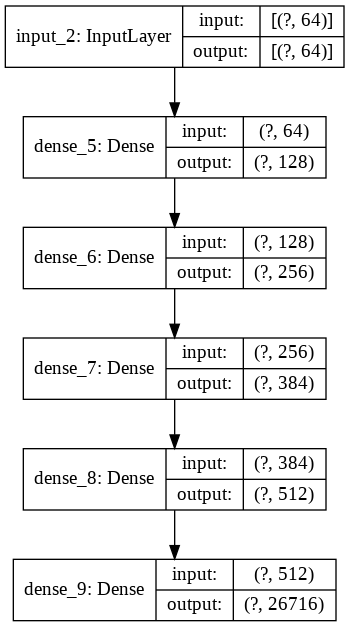 input_2: InputLayer input: [(?, 64)]
output: [(?, 64)]
dense_5: Dense input: (?, 64)
output: (?, 128)
dense_6: Dense input: (?, 128)
output: (?, 256)
dense_7: Dense input: (?, 256)
output: (?, 384)
dense_8: Dense input: (?, 384)
output: (?, 512)
dense_9: Dense input: (?, 512)
output: (?, 26716)